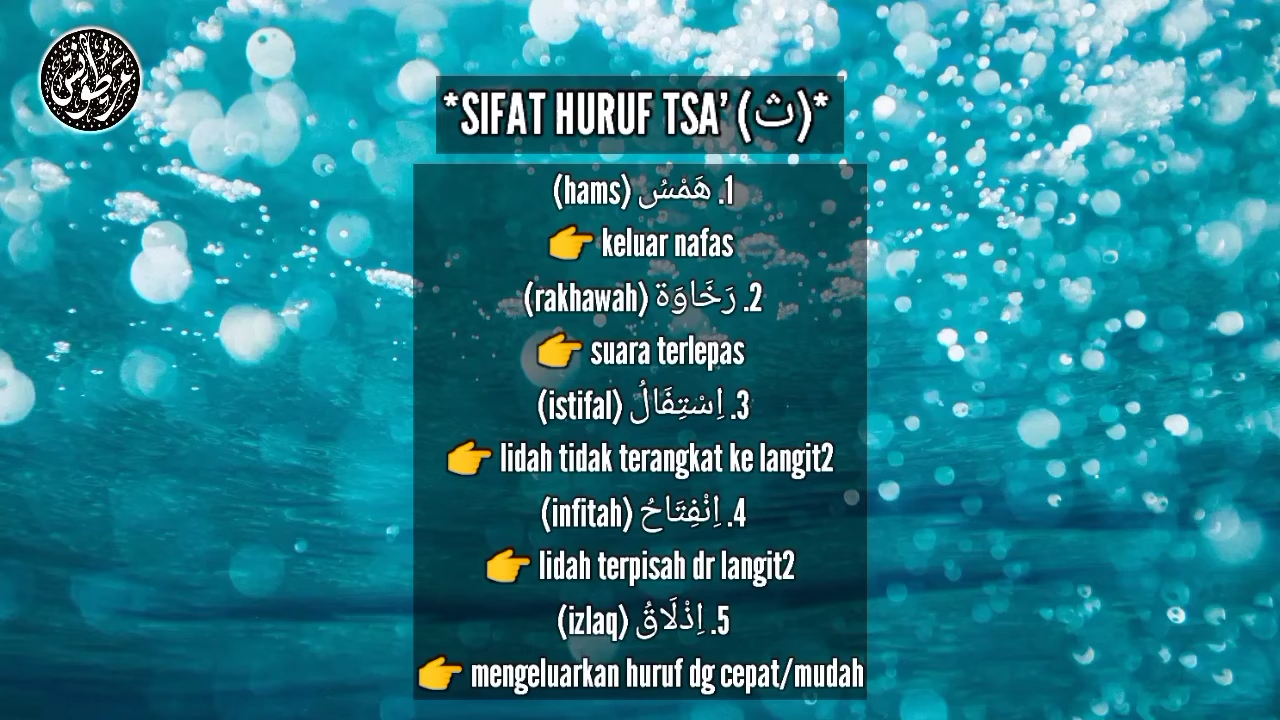 *SIFAT HURUF TSA' (ث)*
1. هَمْسُ (hams)
👉 keluar nafas
2. رَخَاوَة (rakhawah)
👉 suara terlepas
3. اِسْتِفَالُ (istifal)
👉 lidah tidak terangkat ke langit2
4. اِنْفِتَاحُ (infitah)
👉 lidah terpisah dr langit2
5. اِذْلَاقُ (izlaq)
👉 mengeluarkan huruf dg cepat/mudah